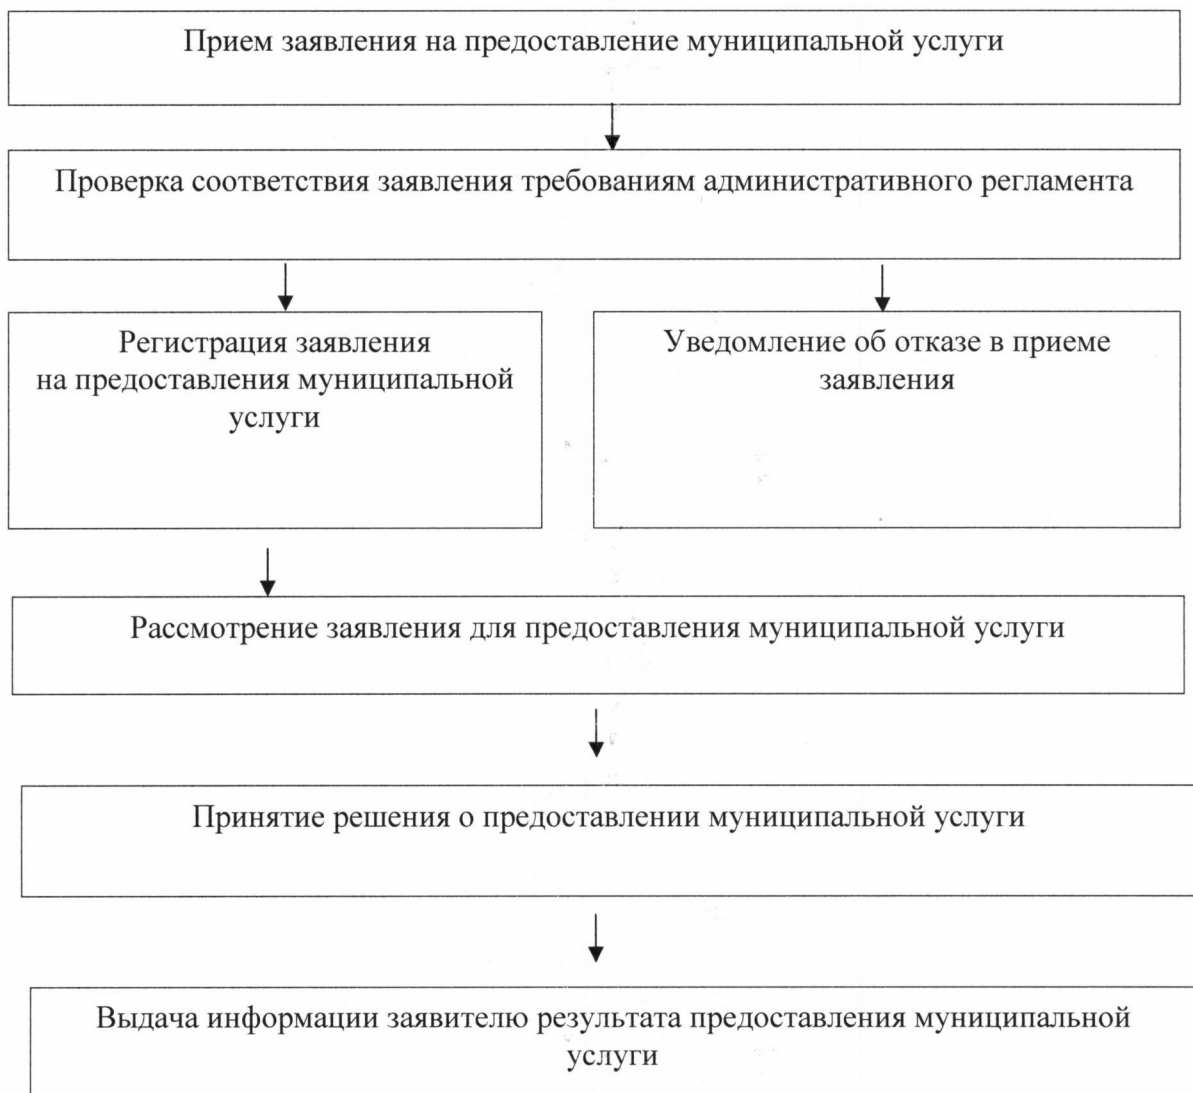 Прием заявления на предоставление муниципальной услуги
Проверка соответствия заявления требованиям административного регламента
Регистрация заявления
на предоставления муниципальной
услуги
Уведомление об отказе в приеме
заявления
Рассмотрение заявления для предоставления муниципальной услуги
Принятие решения о предоставлении муниципальной услуги
Выдача информации заявителю результата предоставления муниципальной
услуги